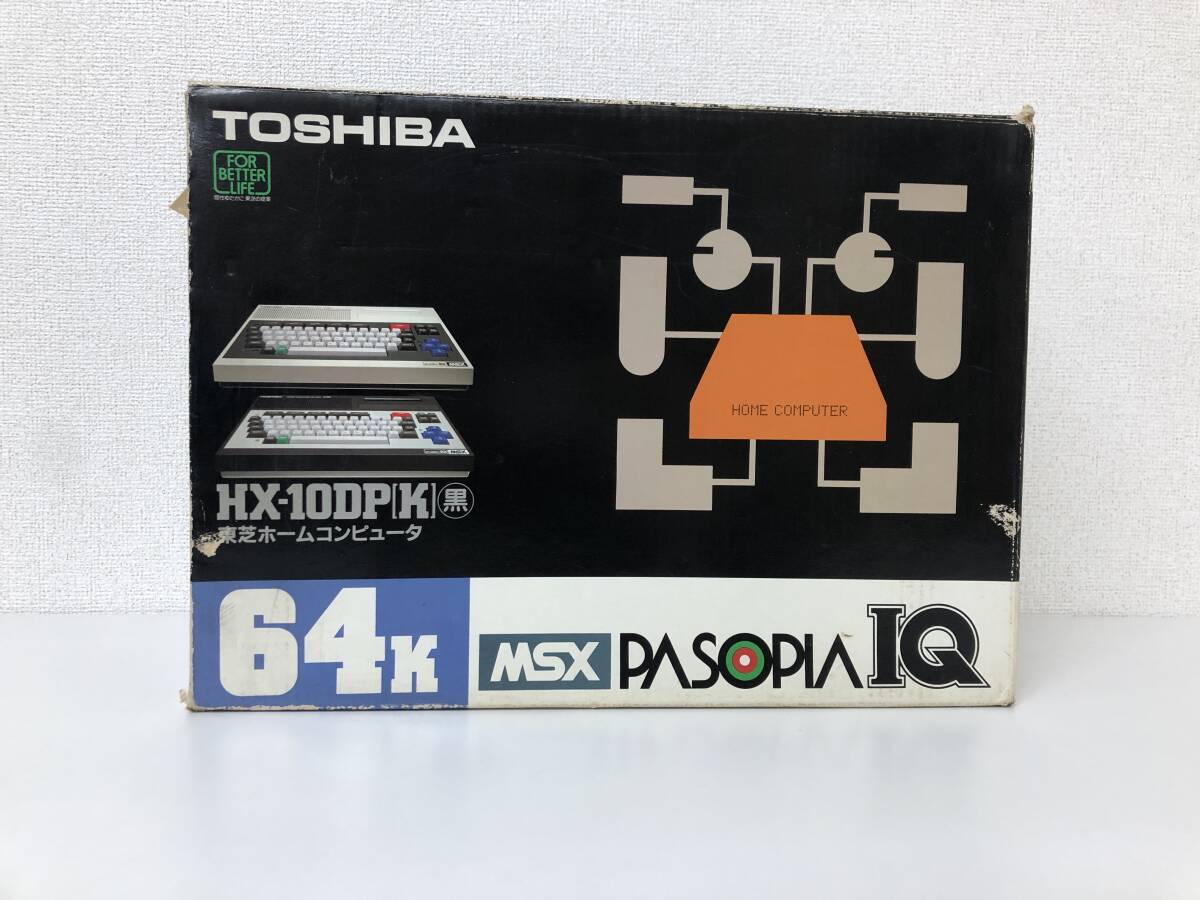 TOSHIBA
FOR
BETTER
LIFE
HOME COMPUTER
HX-10DP[K]黒
東芝ホームコンピュータ
64K
MSX
PASOPIA IQ